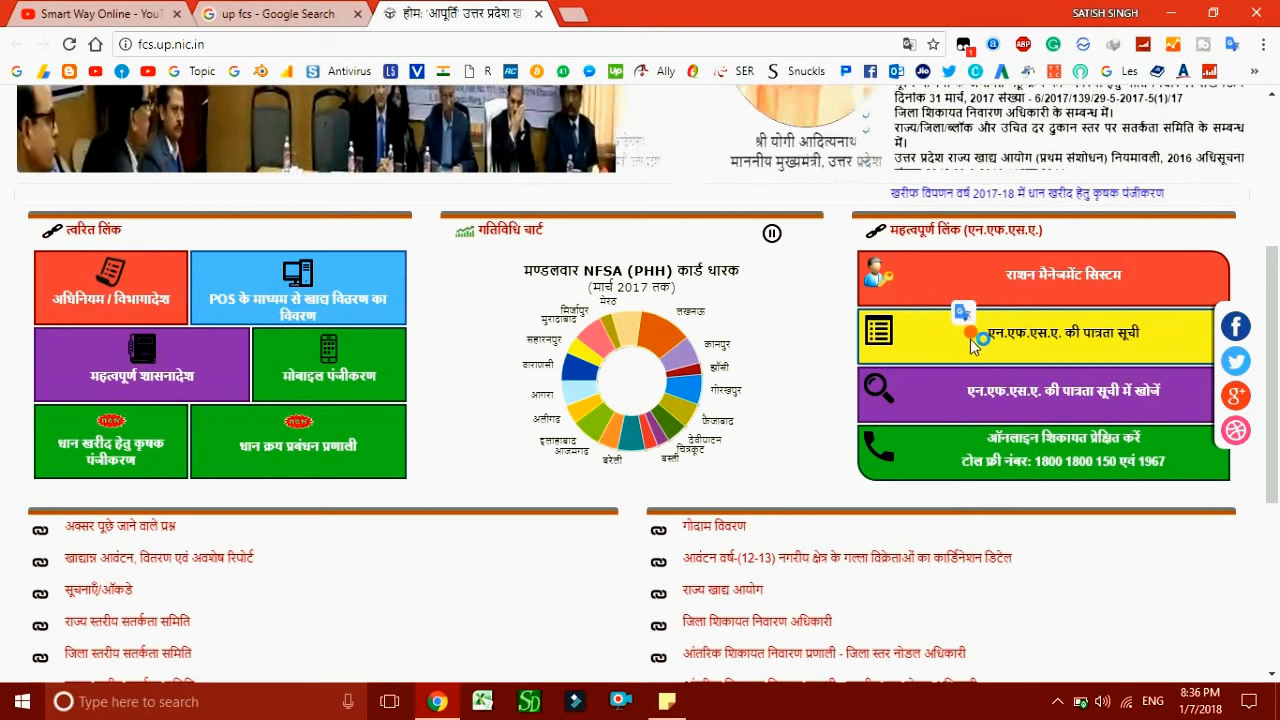 Smart Way Online - YouT
up fcs - Google Search
होम: 'आपूर्ति' उत्तर प्रदेश ख
SATISH SINGH
fcs.up.nic.in
Topic
Antivirus
R
Ally
SER
Snuckls
Les
श्री योगी आदित्यनाथ
माननीय मुख्यमंत्री, उत्तर प्रदेश
दिनांक 31 मार्च, 2017 संख्या - 6/2017/139/29-5-2017-5(1)/17
जिला शिकायत निवारण अधिकारी के सम्बन्ध में।
राज्य/जिला/ब्लॉक और उचित दर दुकान स्तर पर सतर्कता समिति के सम्बन्ध
में।
उत्तर प्रदेश राज्य खाद्य आयोग (प्रथम संशोधन) नियमावली, 2016 अधिसूचना
खरीफ विपणन वर्ष 2017-18 में धान खरीद हेतु कृषक पंजीकरण
त्वरित लिंक
अधिनियम / विभागादेश
POS के माध्यम से खाद्य वितरण का
विवरण
महत्वपूर्ण शासनादेश
मोबाइल पंजीकरण
new
धान खरीद हेतु कृषक
पंजीकरण
new
धान क्रय प्रबंधन प्रणाली
गतिविधि चार्ट
मण्डलवार NFSA (PHH) कार्ड धारक
(मार्च 2017 तक)
मेरठ
मिर्जापुर
मुरादाबाद
सहारनपुर
वाराणसी
आगरा
अलीगढ
इलाहाबाद
आजमगढ
बरेली
बस्ती
चित्रकूट
देवीपाटन
फ़ैजाबाद
गोरखपुर
झाँसी
कानपुर
लखनऊ
महत्वपूर्ण लिंक (एन.एफ.एस.ए.)
राशन मैनेजमेंट सिस्टम
एन.एफ.एस.ए. की पात्रता सूची
एन.एफ.एस.ए. की पात्रता सूची में खोजें
ऑनलाइन शिकायत प्रेक्षित करें
टोल फ्री नंबर: 1800 1800 150 एवं 1967
अक्सर पूछे जाने वाले प्रश्न
खाद्यान्न आवंटन, वितरण एवं अवशेष रिपोर्ट
सूचनाएँ/आँकडे
राज्य स्तरीय सतर्कता समिति
जिला स्तरीय सतर्कता समिति
गोदाम विवरण
आवंटन वर्ष-(12-13) नगरीय क्षेत्र के गल्ला विक्रेताओं का कार्डिनेशन डिटेल
राज्य खाद्य आयोग
जिला शिकायत निवारण अधिकारी
आंतरिक शिकायत निवारण प्रणाली - जिला स्तर नोडल अधिकारी
Type here to search
ENG
8:36 PM
1/7/2018